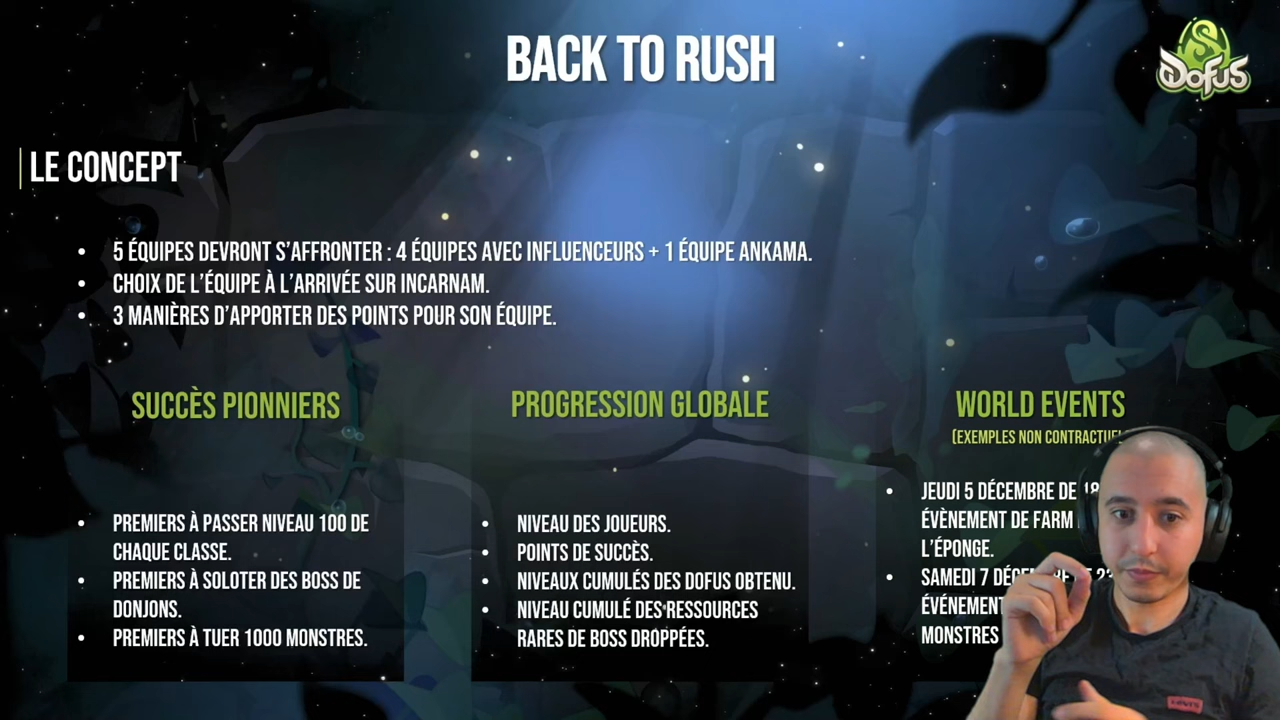 BACK TO RUSH
DOFUS
LE CONCEPT
• 5 ÉQUIPES DEVRONT S'AFFRONTER : 4 ÉQUIPES AVEC INFLUENCEURS + 1 ÉQUIPE ANKAMA.
• CHOIX DE L'ÉQUIPE À L'ARRIVÉE SUR INCARNAM.
• 3 MANIÈRES D'APPORTER DES POINTS POUR SON ÉQUIPE.
SUCCÈS PIONNIERS
• PREMIERS À PASSER NIVEAU 100 DE
CHAQUE CLASSE.
• PREMIERS À SOLOTER DES BOSS DE
DONJONS.
• PREMIERS À TUER 1000 MONSTRES.
PROGRESSION GLOBALE
• NIVEAU DES JOUEURS.
• POINTS DE SUCCÈS.
• NIVEAUX CUMULÉS DES DOFUS OBTENU.
• NIVEAU CUMULÉ DES RESSOURCES
RARES DE BOSS DROPPÉES.
WORLD EVENTS
(EXEMPLES NON
• JEUDI 5 DÉCEMBRE DE
ÉVÈNEMENT DE FARM
L'ÉPONGE.
• SAMEDI 7
ÉVÉNEMENT
MONSTRES